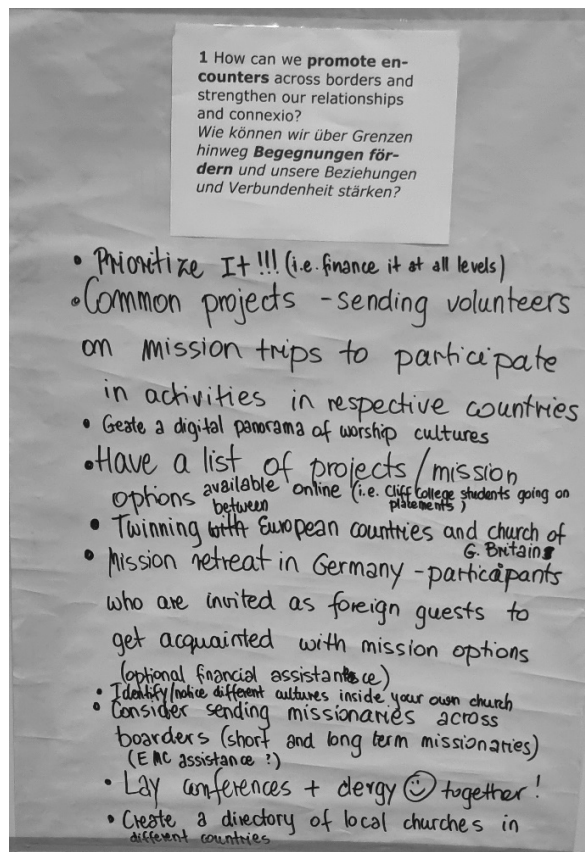 1 How can we promote en-
counters across borders and
strengthen our relationships
and connexio?
Wie können wir über Grenzen
hinweg Begegnungen för-
dern und unsere Beziehungen
und Verbundenheit stärken?
• Prioritize It!!! (i.e. finance it at all levels)
• Common projects - sending volunteers
on mission trips to participate
in activities in respective countries
• Create a digital panorama of worship cultures
• Have a list of projects/mission
options available online (i.e. Cliff College students going on
placements)
• Twinning between European countries and church of
G. Britain
• Mission retreat in Germany - participants
who are invited as foreign guests to
get acquainted with mission options
(optional financial assistance)
• Identify/notice different cultures inside your own church
• Consider sending missionaries across
boarders (short and long term missionaries)
(EMC assistance?)
• Lay conferences + clergy ☺ together!
• Create a directory of local churches in
different countries